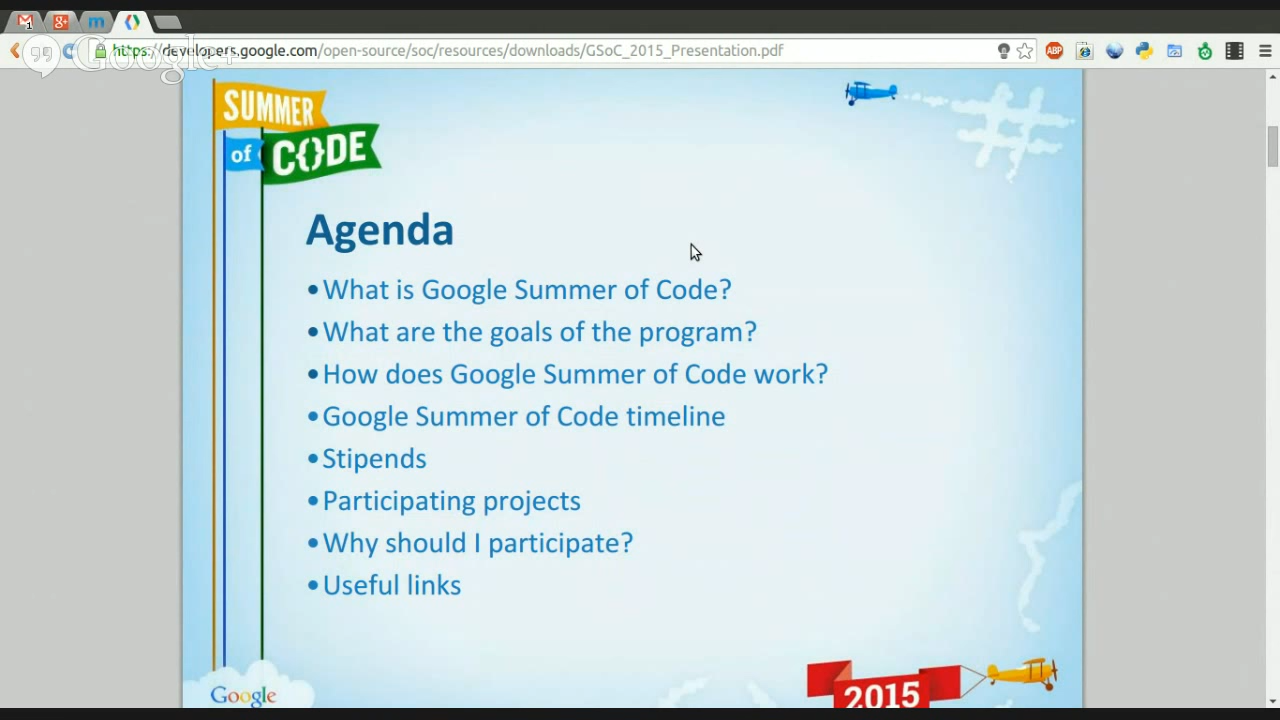 https://developers.google.com/open-source/soc/resources/downloads/GSoC_2015_Presentation.pdf
Google+
SUMMER
of CODE
Agenda
•What is Google Summer of Code?
•What are the goals of the program?
•How does Google Summer of Code work?
•Google Summer of Code timeline
•Stipends
•Participating projects
•Why should I participate?
•Useful links
Google
2015